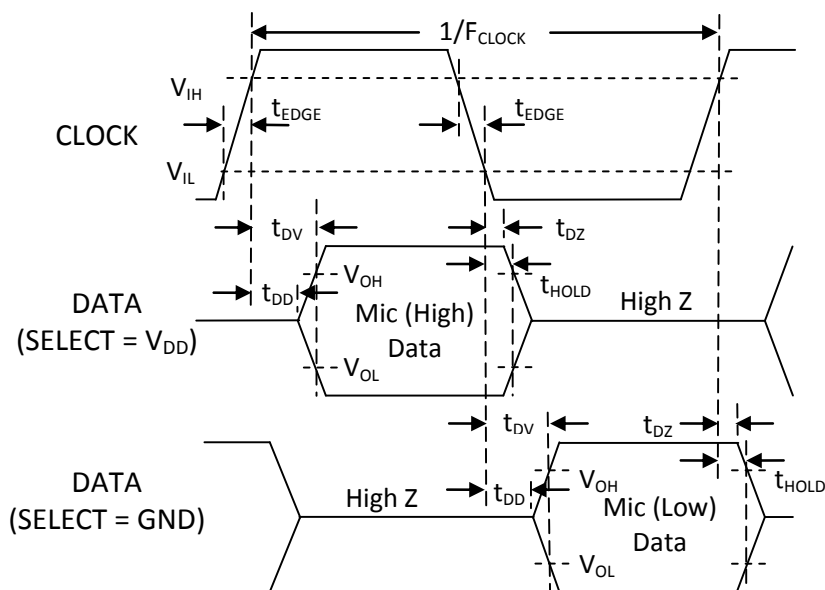 1/FCLOCK
VIH
tEDGE
tEDGE
CLOCK
VIL
tDV
tDZ
VOH
tDD
tHOLD
DATA
(SELECT = VDD)
Mic (High)
Data
High Z
VOL
tDV
tDZ
DATA
(SELECT = GND)
High Z
tDD
VOH
tHOLD
Mic (Low)
Data
VOL